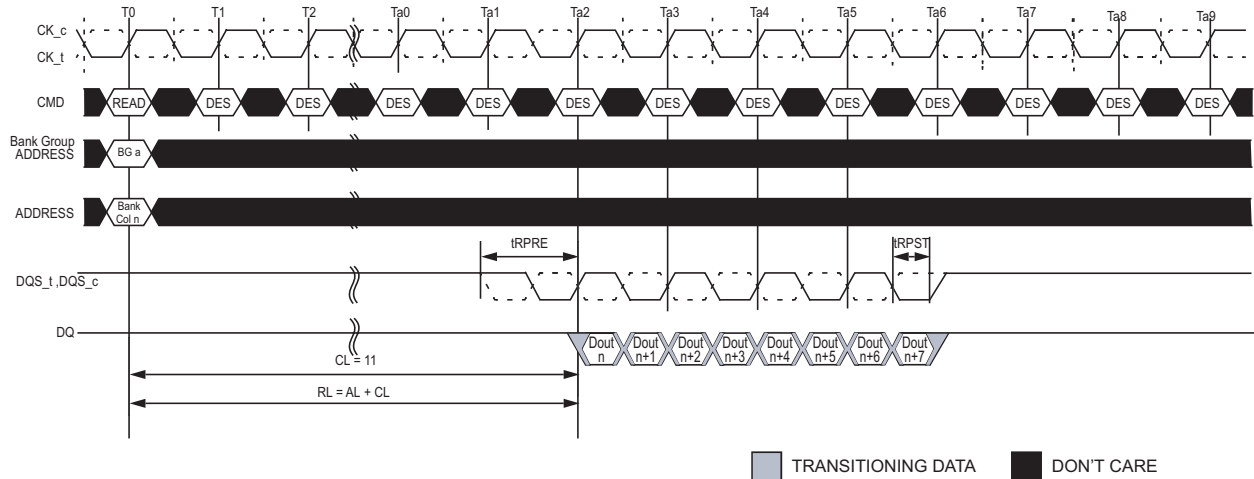 T0 T1 T2 Ta0 Ta1 Ta2 Ta3 Ta4 Ta5 Ta6 Ta7 Ta8 Ta9
CK_c
CK_t
CMD READ DES DES DES DES DES DES DES DES DES DES DES DES
Bank Group
ADDRESS
BG a
ADDRESS
Bank
Col n
tRPRE
tRPST
DQS_t ,DQS_c
DQ
Dout n
Dout n+1
Dout n+2
Dout n+3
Dout n+4
Dout n+5
Dout n+6
Dout n+7
CL = 11
RL = AL + CL
TRANSITIONING DATA
DON'T CARE